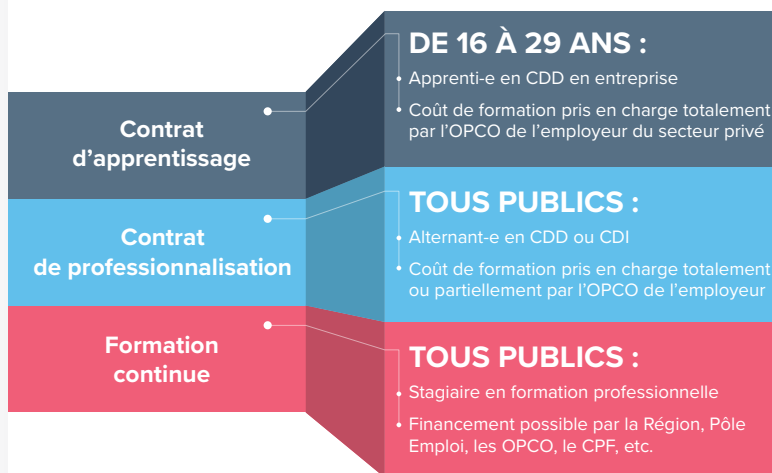 Contrat
d'apprentissage
DE 16 À 29 ANS :
• Apprenti-e en CDD en entreprise
• Coût de formation pris en charge totalement
par l'OPCO de l'employeur du secteur privé
Contrat
de professionnalisation
TOUS PUBLICS :
• Alternant-e en CDD ou CDI
• Coût de formation pris en charge totalement
ou partiellement par l'OPCO de l'employeur
Formation
continue
TOUS PUBLICS :
• Stagiaire en formation professionnelle
• Financement possible par la Région, Pôle
Emploi, les OPCO, le CPF, etc.